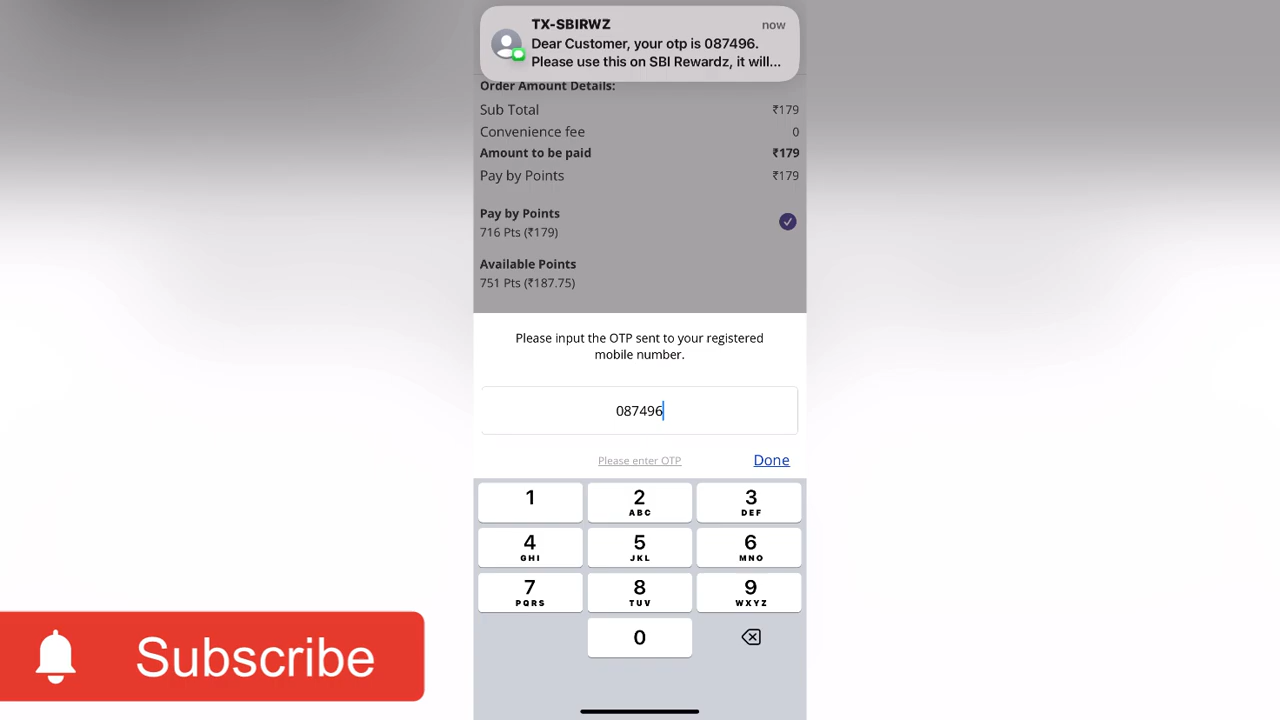 TX-SBIRWZ
now
Dear Customer, your otp is 087496.
Please use this on SBI Rewardz, it will...
Order Amount Details:
Sub Total ₹179
Convenience fee 0
Amount to be paid ₹179
Pay by Points ₹179
Pay by Points
716 Pts (₹179)
Available Points
751 Pts (₹187.75)
Please input the OTP sent to your registered
mobile number.
087496
Please enter OTP
Done
1 2 3
ABC DEF
4 5 6
GHI JKL MNO
7 8 9
PQRS TUV WXYZ
0
Subscribe